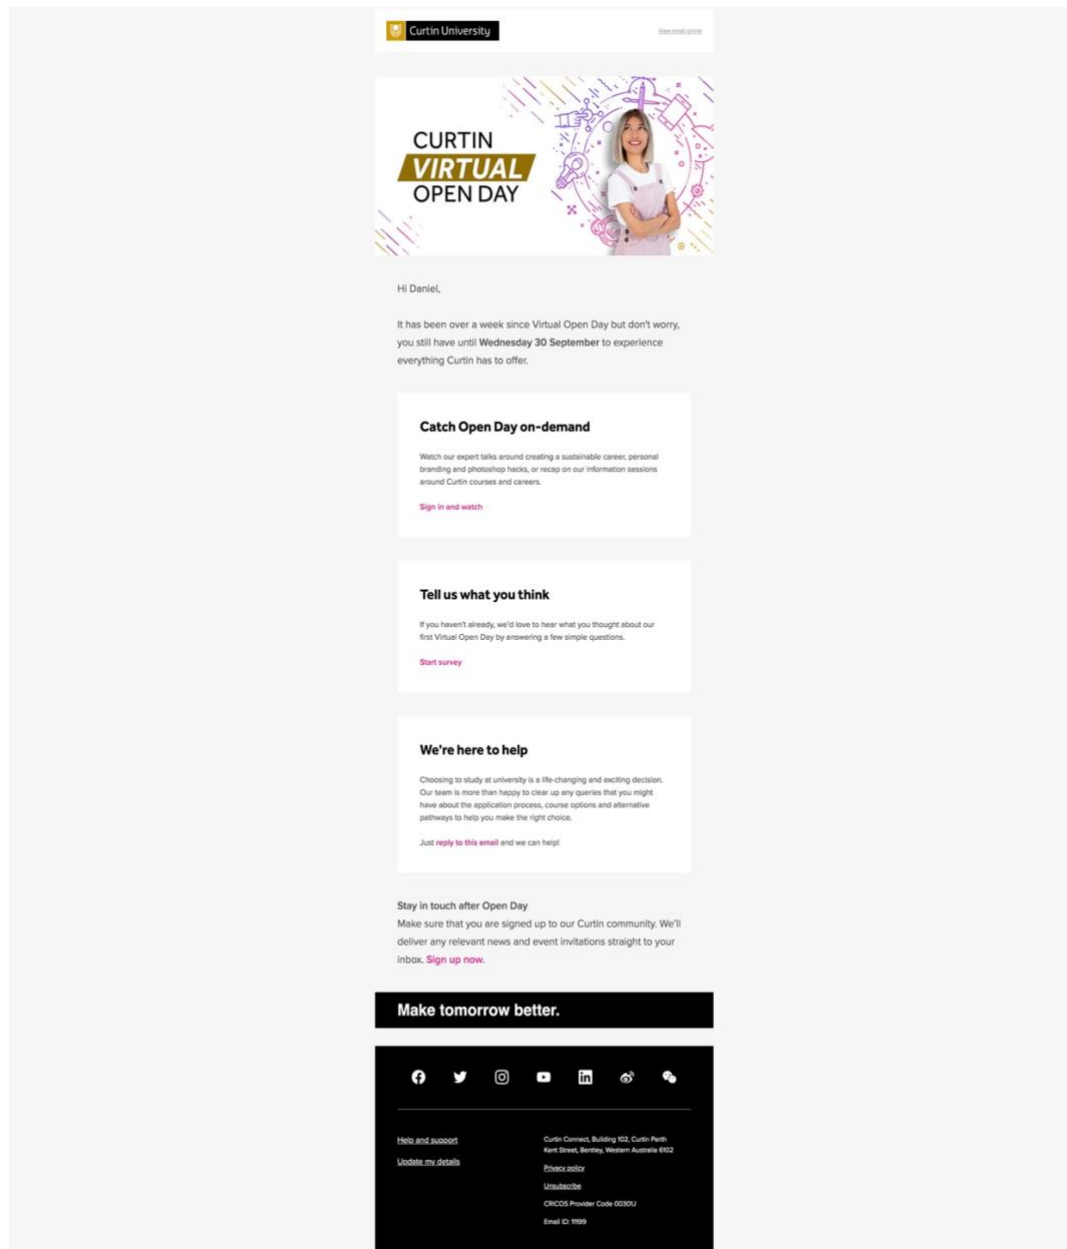 Curtin University
View email online
CURTIN
VIRTUAL
OPEN DAY
Hi Daniel,
It has been over a week since Virtual Open Day but don't worry,
you still have until Wednesday 30 September to experience
everything Curtin has to offer.
Catch Open Day on-demand
Watch our expert talks around creating a sustainable career, personal
branding and photoshop hacks, or recap on our information sessions
around Curtin courses and careers.
Sign in and watch
Tell us what you think
If you haven't already, we'd love to hear what you thought about our
first Virtual Open Day by answering a few simple questions.
Start survey
We're here to help
Choosing to study at university is a life-changing and exciting decision.
Our team is more than happy to clear up any queries that you might
have about the application process, course options and alternative
pathways to help you make the right choice.
Just reply to this email and we can help!
Stay in touch after Open Day
Make sure that you are signed up to our Curtin community. We'll
deliver any relevant news and event invitations straight to your
inbox. Sign up now.
Make tomorrow better.
in
Help and support
Update my details
Curtin Connect, Building 102, Curtin Perth
Kent Street, Bentley, Western Australia 6102
Privacy policy
Unsubscribe
CRICOS Provider Code 00301J
Email ID: 11199